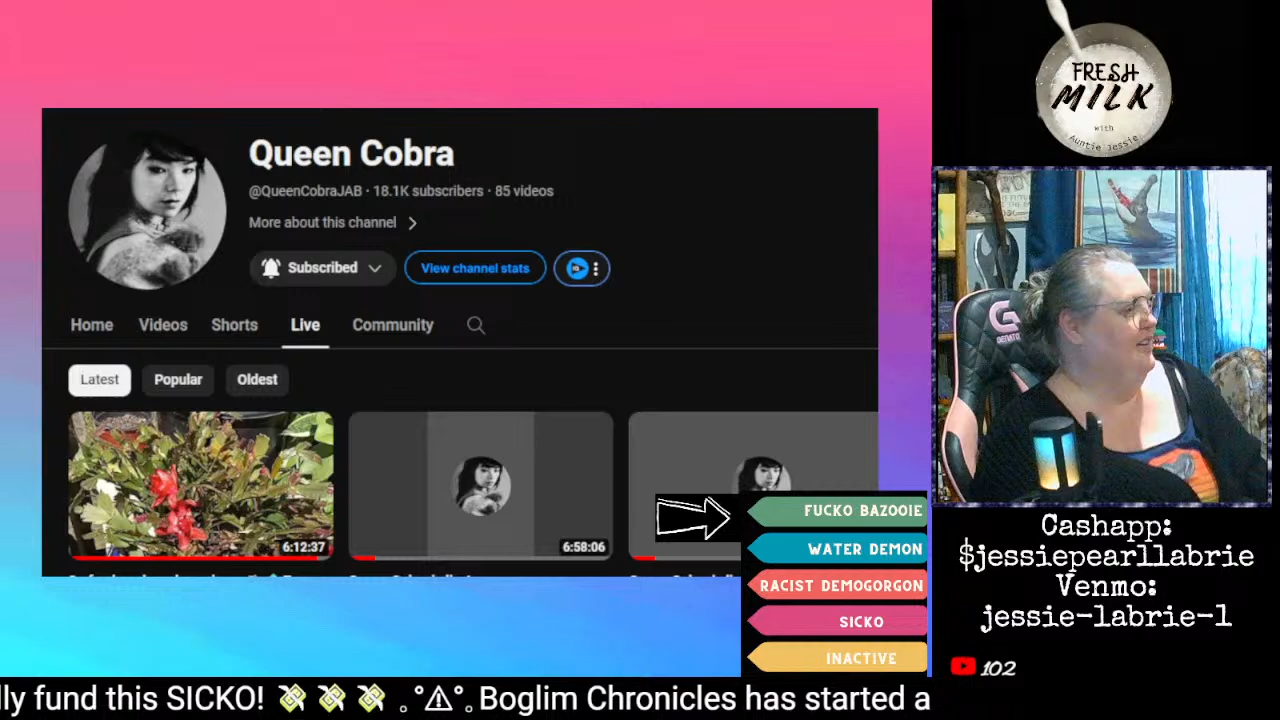 Queen Cobra
@QueenCobraJAB · 18.1K subscribers · 85 videos
More about this channel
Subscribed
View channel stats
Home
Videos
Shorts
Live
Community
Latest
Popular
Oldest
6:12:37
6:58:06
FUCKO BAZOOIE
WATER DEMON
RACIST DEMOGORGON
SICKO
INACTIVE
FRESH
MILK
with
Auntie Jessie
Cashapp:
$jessiepearllabrie
Venmo:
jessie-labrie-1
102
lly fund this SICKO! 💸 💸 💸 .°⚠°. Boglim Chronicles has started a